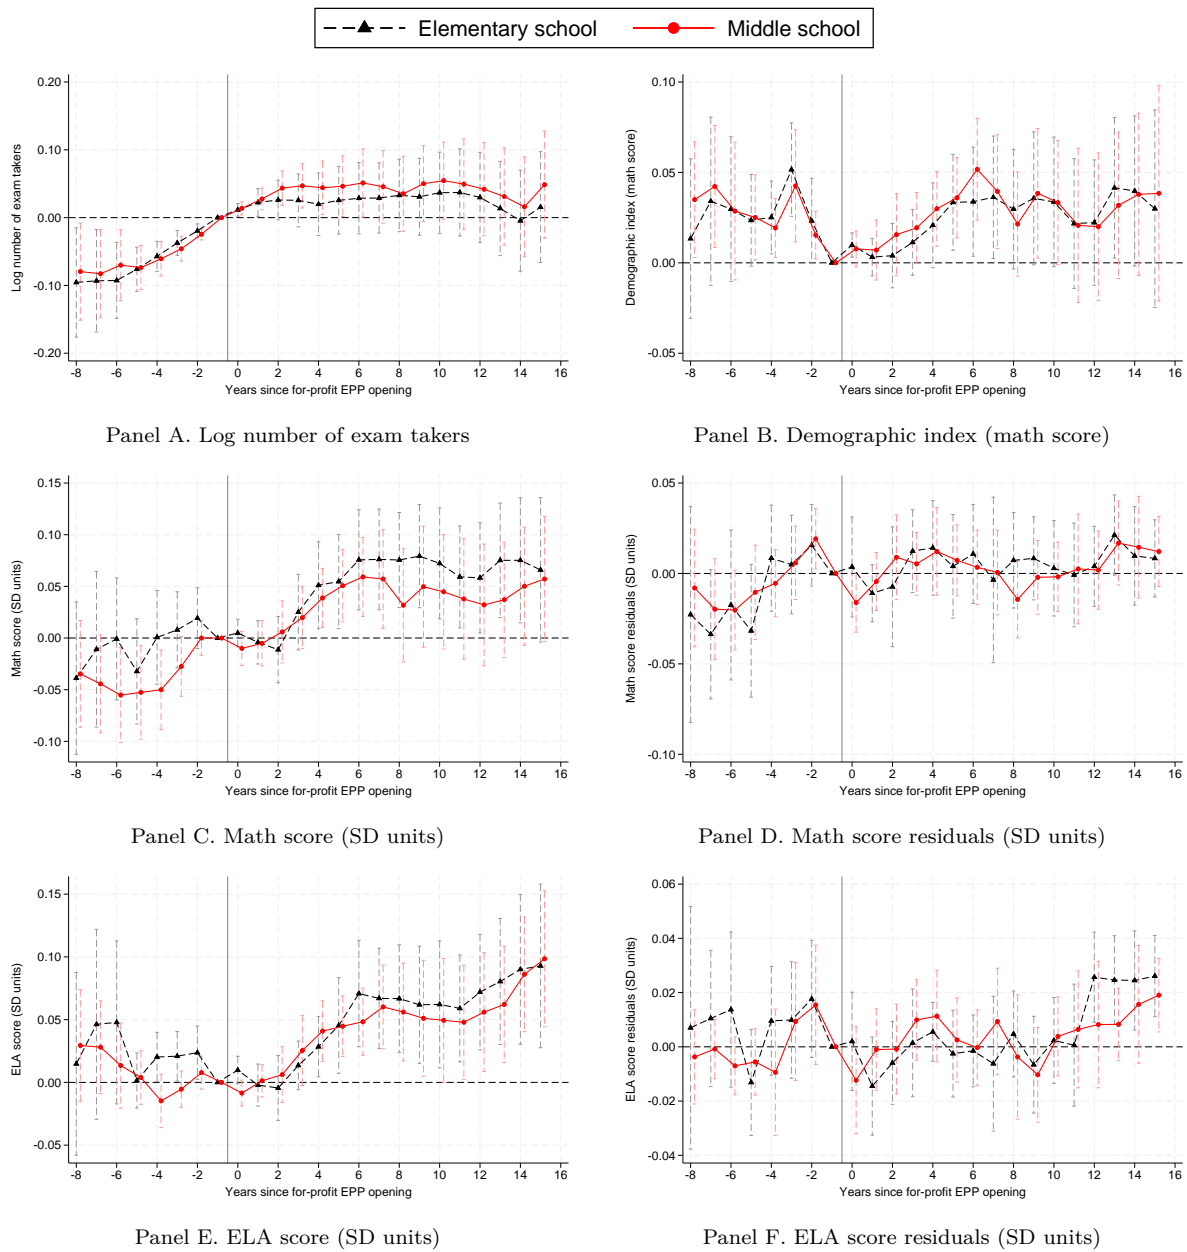 Elementary school Middle school
0.20
0.10
0.00
-0.10
-0.20
Log number of exam takers
-8 -6 -4 -2 0 2 4 6 8 10 12 14 16
Years since for-profit EPP opening
Panel A. Log number of exam takers
0.10
0.05
0.00
-0.05
Demographic index (math score)
-8 -6 -4 -2 0 2 4 6 8 10 12 14 16
Years since for-profit EPP opening
Panel B. Demographic index (math score)
0.15
0.10
0.05
0.00
-0.05
-0.10
Math score (SD units)
-8 -6 -4 -2 0 2 4 6 8 10 12 14 16
Years since for-profit EPP opening
Panel C. Math score (SD units)
0.05
0.00
-0.05
-0.10
Math score residuals (SD units)
-8 -6 -4 -2 0 2 4 6 8 10 12 14 16
Years since for-profit EPP opening
Panel D. Math score residuals (SD units)
0.15
0.10
0.05
0.00
-0.05
ELA score (SD units)
-8 -6 -4 -2 0 2 4 6 8 10 12 14 16
Years since for-profit EPP opening
Panel E. ELA score (SD units)
0.06
0.04
0.02
0.00
-0.02
-0.04
ELA score residuals (SD units)
-8 -6 -4 -2 0 2 4 6 8 10 12 14 16
Years since for-profit EPP opening
Panel F. ELA score residuals (SD units)